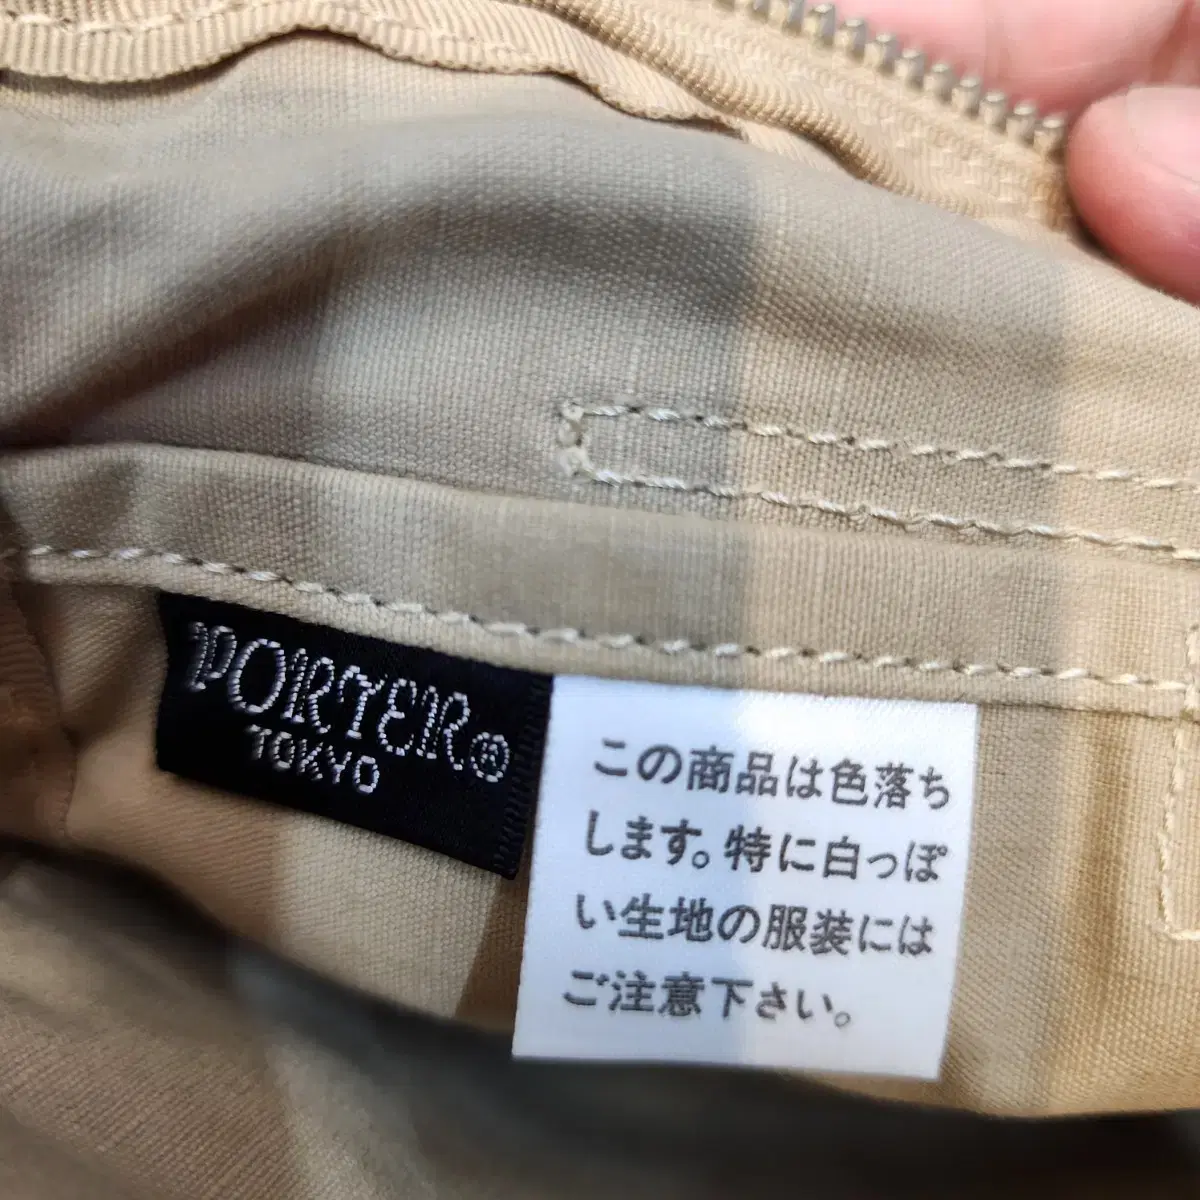 PORTER®
TOKYO
この商品は色落ち
します。特に白っぽ
い生地の服装には
ご注意下さい。